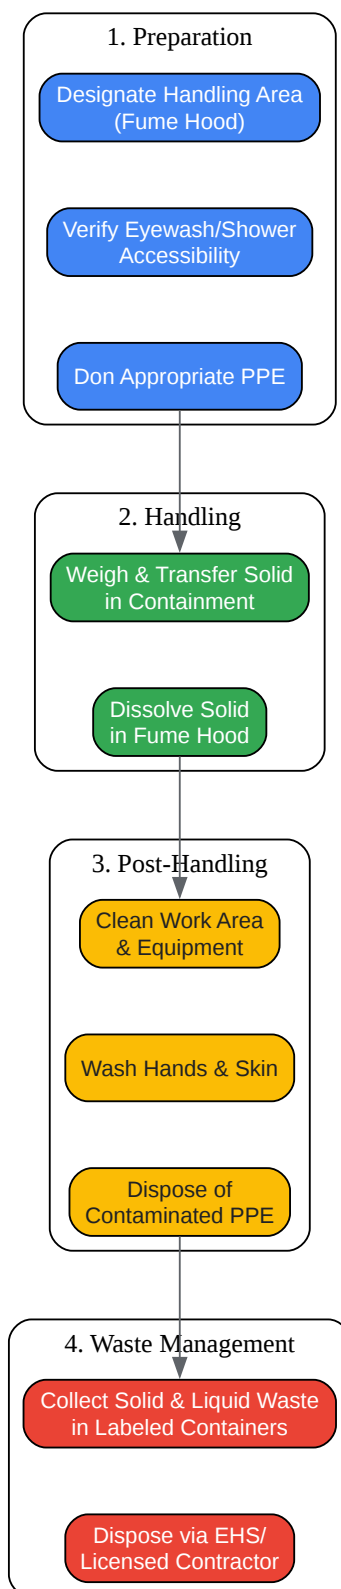 1. Preparation
Designate Handling Area
(Fume Hood)
Verify Eyewash/Shower
Accessibility
Don Appropriate PPE
2. Handling
Weigh & Transfer Solid
in Containment
Dissolve Solid
in Fume Hood
3. Post-Handling
Clean Work Area
& Equipment
Wash Hands & Skin
Dispose of
Contaminated PPE
4. Waste Management
Collect Solid & Liquid Waste
in Labeled Containers
Dispose via EHS/
Licensed Contractor